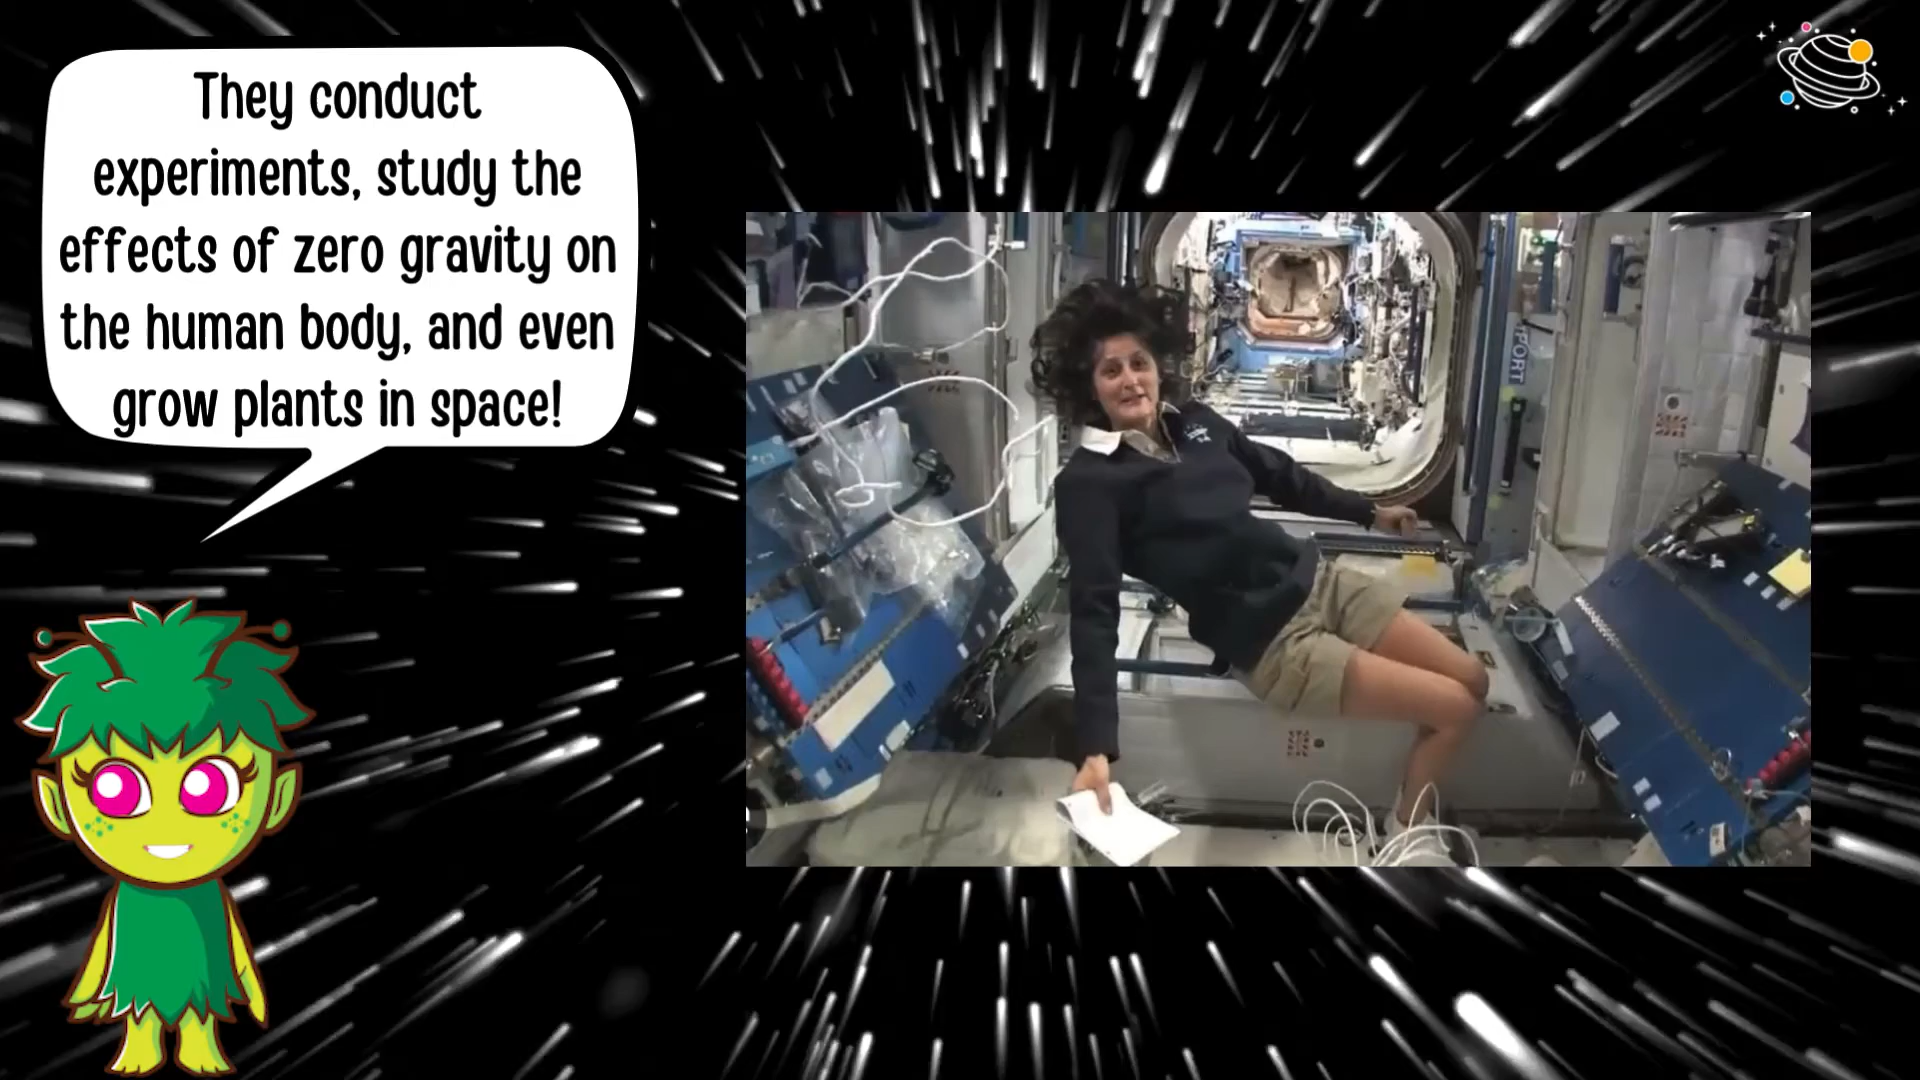 They conduct
experiments, study the
effects of zero gravity on
the human body, and even
grow plants in space!
PORT